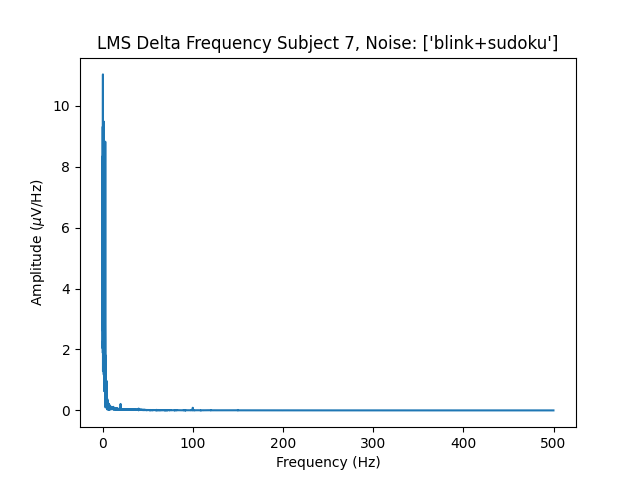 LMS Delta Frequency Subject 7, Noise: ['blink+sudoku']
Amplitude (μV/Hz)
10
8
6
4
2
0
0 100 200 300 400 500
Frequency (Hz)